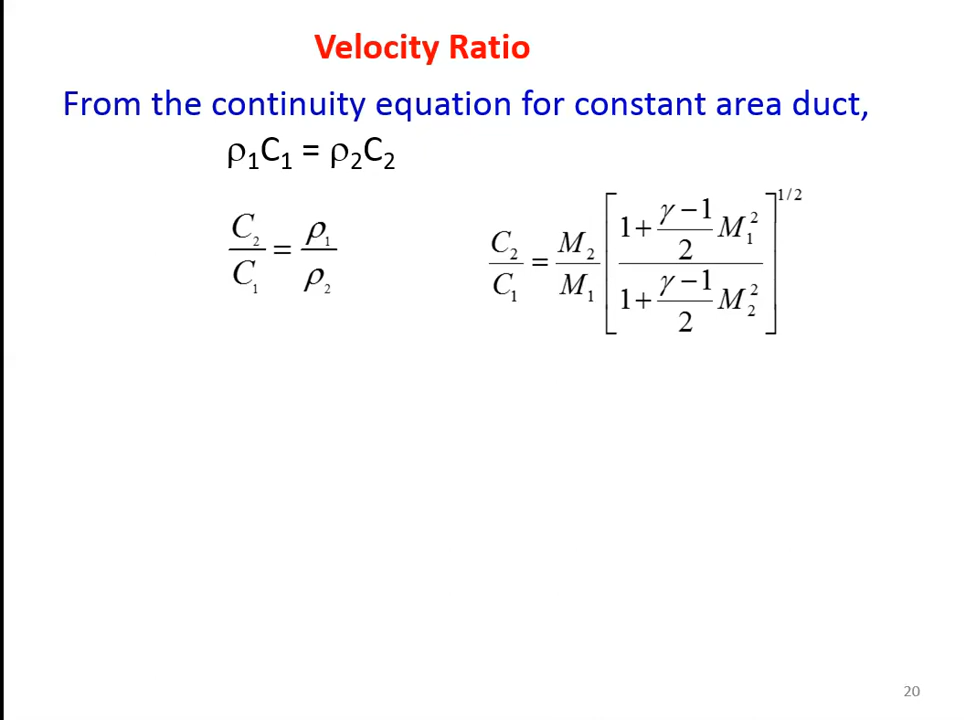 Velocity Ratio
From the continuity equation for constant area duct,
ρ₁C₁ = ρ₂C₂
C₂/C₁ = ρ₁/ρ₂
C₂/C₁ = M₂/M₁ [(1+(γ−1)/2 M₁²)/(1+(γ−1)/2 M₂²)]^1/2
20